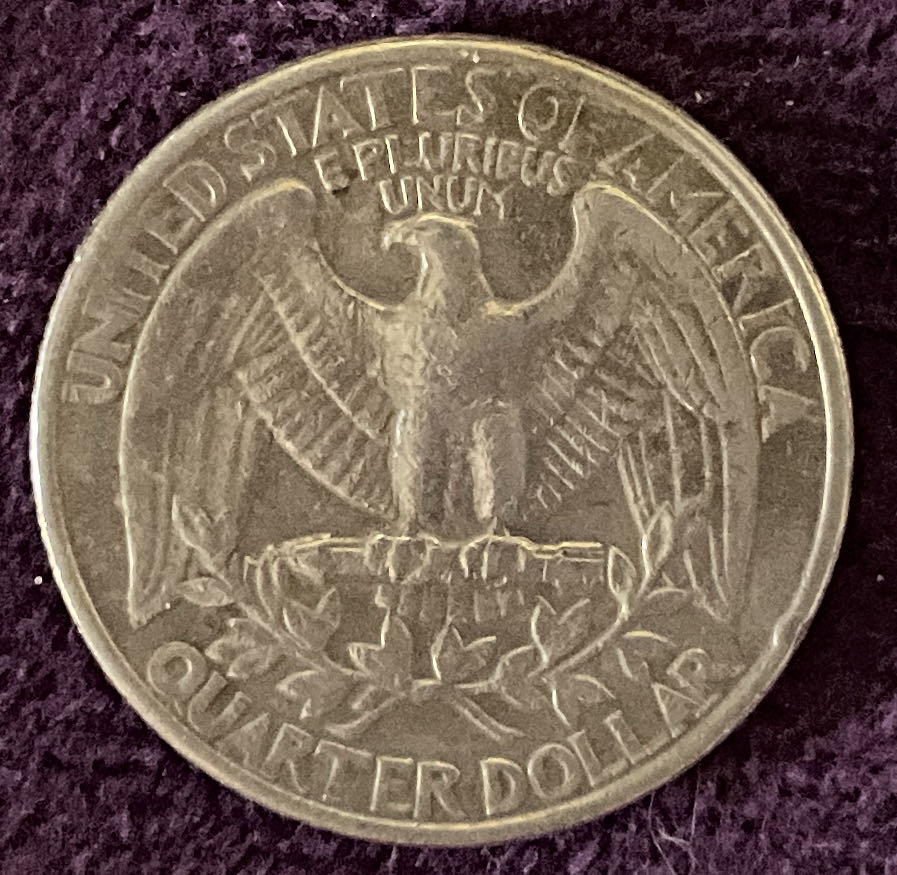 UNITED STATES OF AMERICA
E PLURIBUS
UNUM
QUARTER DOLLAR